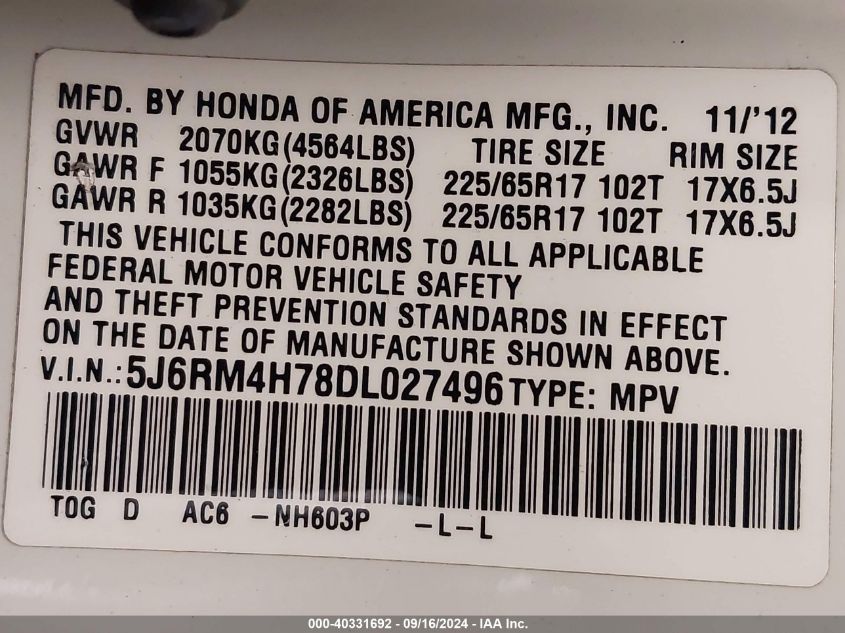 MFD. BY HONDA OF AMERICA MFG., INC. 11/'12
GVWR 2070KG(4564LBS) TIRE SIZE RIM SIZE
GAWR F 1055KG(2326LBS) 225/65R17 102T 17X6.5J
GAWR R 1035KG(2282LBS) 225/65R17 102T 17X6.5J
THIS VEHICLE CONFORMS TO ALL APPLICABLE
FEDERAL MOTOR VEHICLE SAFETY
AND THEFT PREVENTION STANDARDS IN EFFECT
ON THE DATE OF MANUFACTURE SHOWN ABOVE.
V.I.N.: 5J6RM4H78DL027496 TYPE: MPV
T0G D AC6 -NH603P -L-L
000-40331692 - 09/16/2024 - IAA Inc.